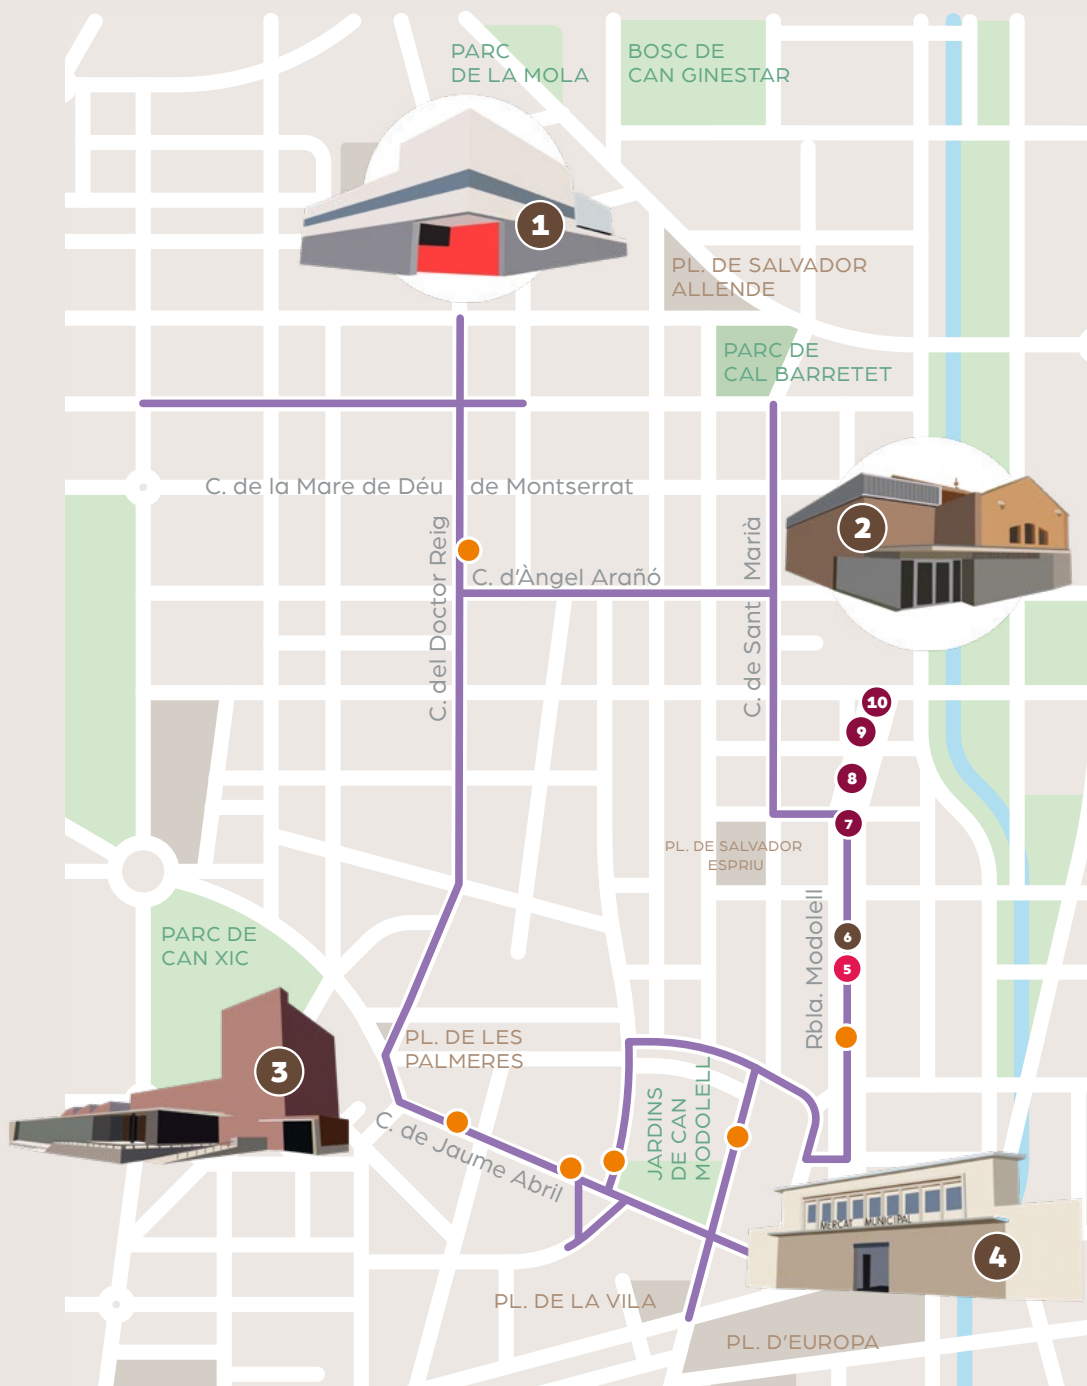 PARC
DE LA MOLA
BOSC DE
CAN GINESTAR
1
PL. DE SALVADOR
ALLENDE
PARC DE
CAL BARRETET
C. de la Mare de Déu de Montserrat
2
C. del Doctor Reig
C. d'Àngel Arañó
C. de Sant Marià
10
9
8
7
PL. DE SALVADOR
ESPRIU
Rbla. Modolell
6
5
PARC DE
CAN XIC
3
PL. DE LES
PALMERES
C. de Jaume Abril
JARDINS
DE CAN
MODOLELL
MERCAT MUNICIPAL
4
PL. DE LA VILA
PL. D'EUROPA